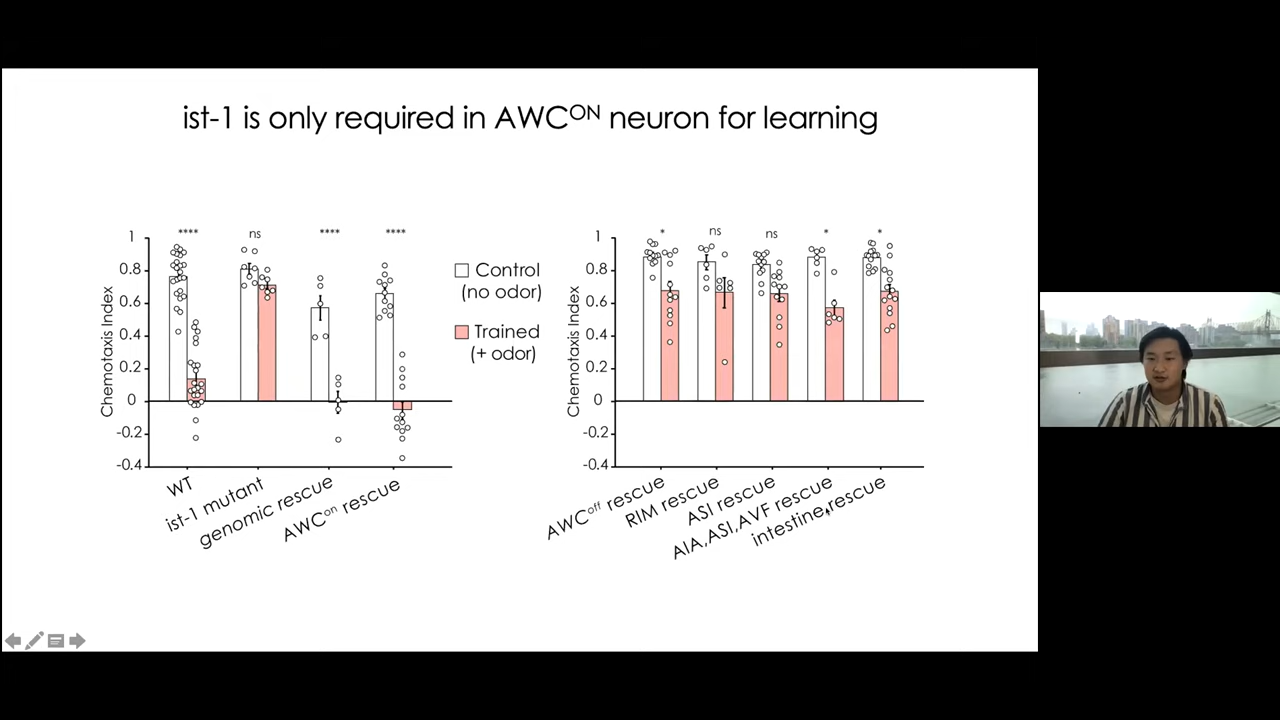 ist-1 is only required in AWCᴼᴺ neuron for learning
Chemotaxis Index
1
0.8
0.6
0.4
0.2
0
-0.2
-0.4
****
ns
****
****
WT
ist-1 mutant
genomic rescue
AWCᵒⁿ rescue
Control
(no odor)
Trained
(+ odor)
Chemotaxis Index
1
0.8
0.6
0.4
0.2
0
-0.2
-0.4
*
ns
ns
*
*
AWCᵒᶠᶠ rescue
RIM rescue
ASI rescue
AIA,ASI,AVF rescue
intestine rescue